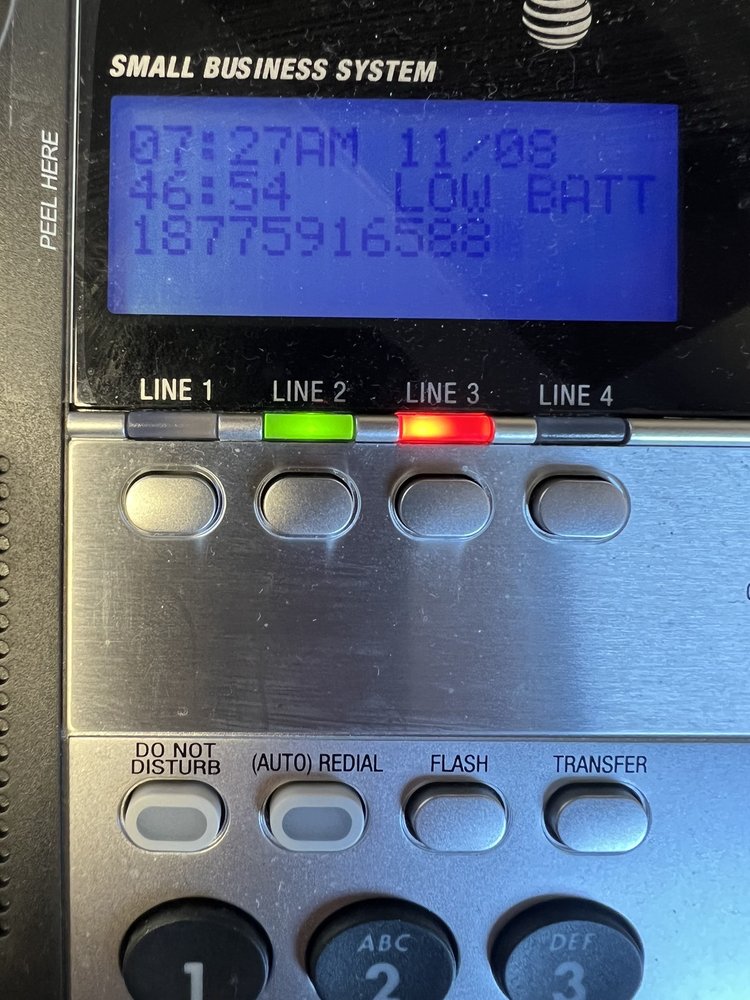 SMALL BUSINESS SYSTEM
PEEL HERE
07:27AM 11/08
46:54 LOW BATT
18775916588
LINE 1 LINE 2 LINE 3 LINE 4
DO NOT
DISTURB
(AUTO) REDIAL FLASH TRANSFER
ABC DEF
1 2 3